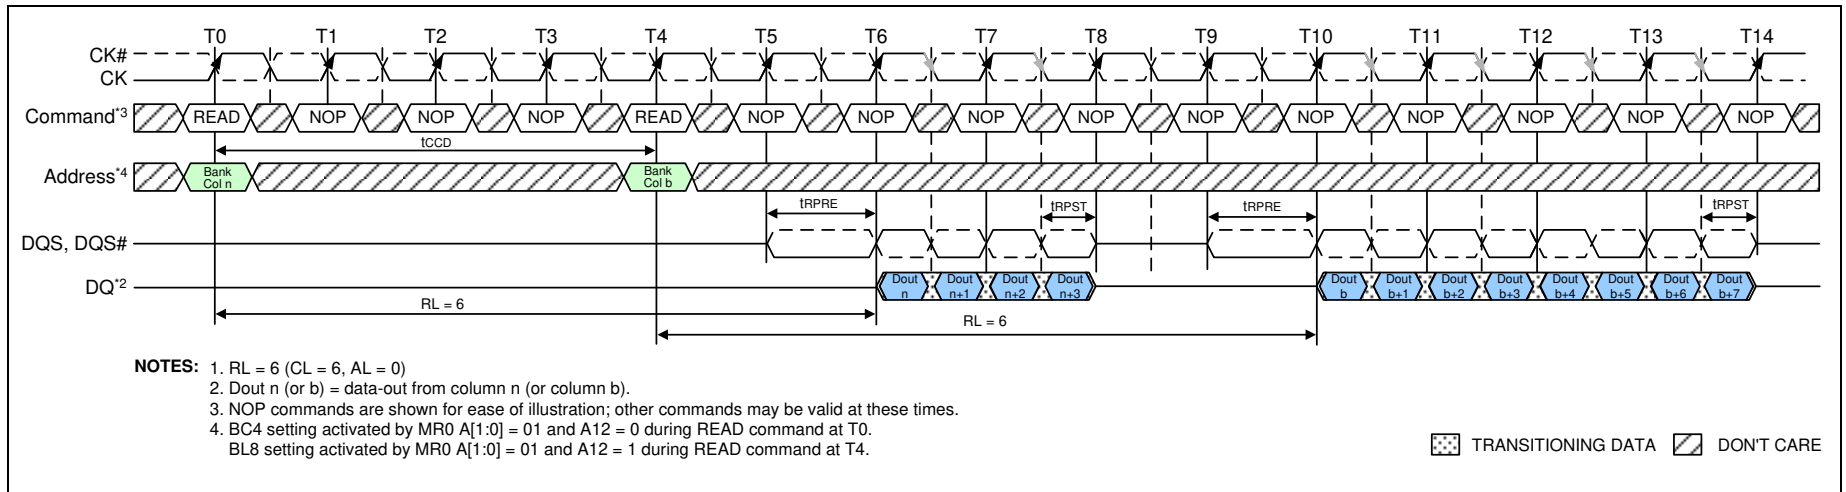 T0 T1 T2 T3 T4 T5 T6 T7 T8 T9 T10 T11 T12 T13 T14
CK#
CK
Command*3 READ NOP NOP NOP READ NOP NOP NOP NOP NOP NOP NOP NOP NOP NOP
tCCD
Address*4 Bank Col n Bank Col b
tRPRE tRPST tRPRE tRPST
DQS, DQS#
DQ*2 Dout n Dout n+1 Dout n+2 Dout n+3 Dout b Dout b+1 Dout b+2 Dout b+3 Dout b+4 Dout b+5 Dout b+6 Dout b+7
RL = 6
RL = 6
NOTES: 1. RL = 6 (CL = 6, AL = 0)
2. Dout n (or b) = data-out from column n (or column b).
3. NOP commands are shown for ease of illustration; other commands may be valid at these times.
4. BC4 setting activated by MR0 A[1:0] = 01 and A12 = 0 during READ command at T0.
BL8 setting activated by MR0 A[1:0] = 01 and A12 = 1 during READ command at T4.
TRANSITIONING DATA DON'T CARE